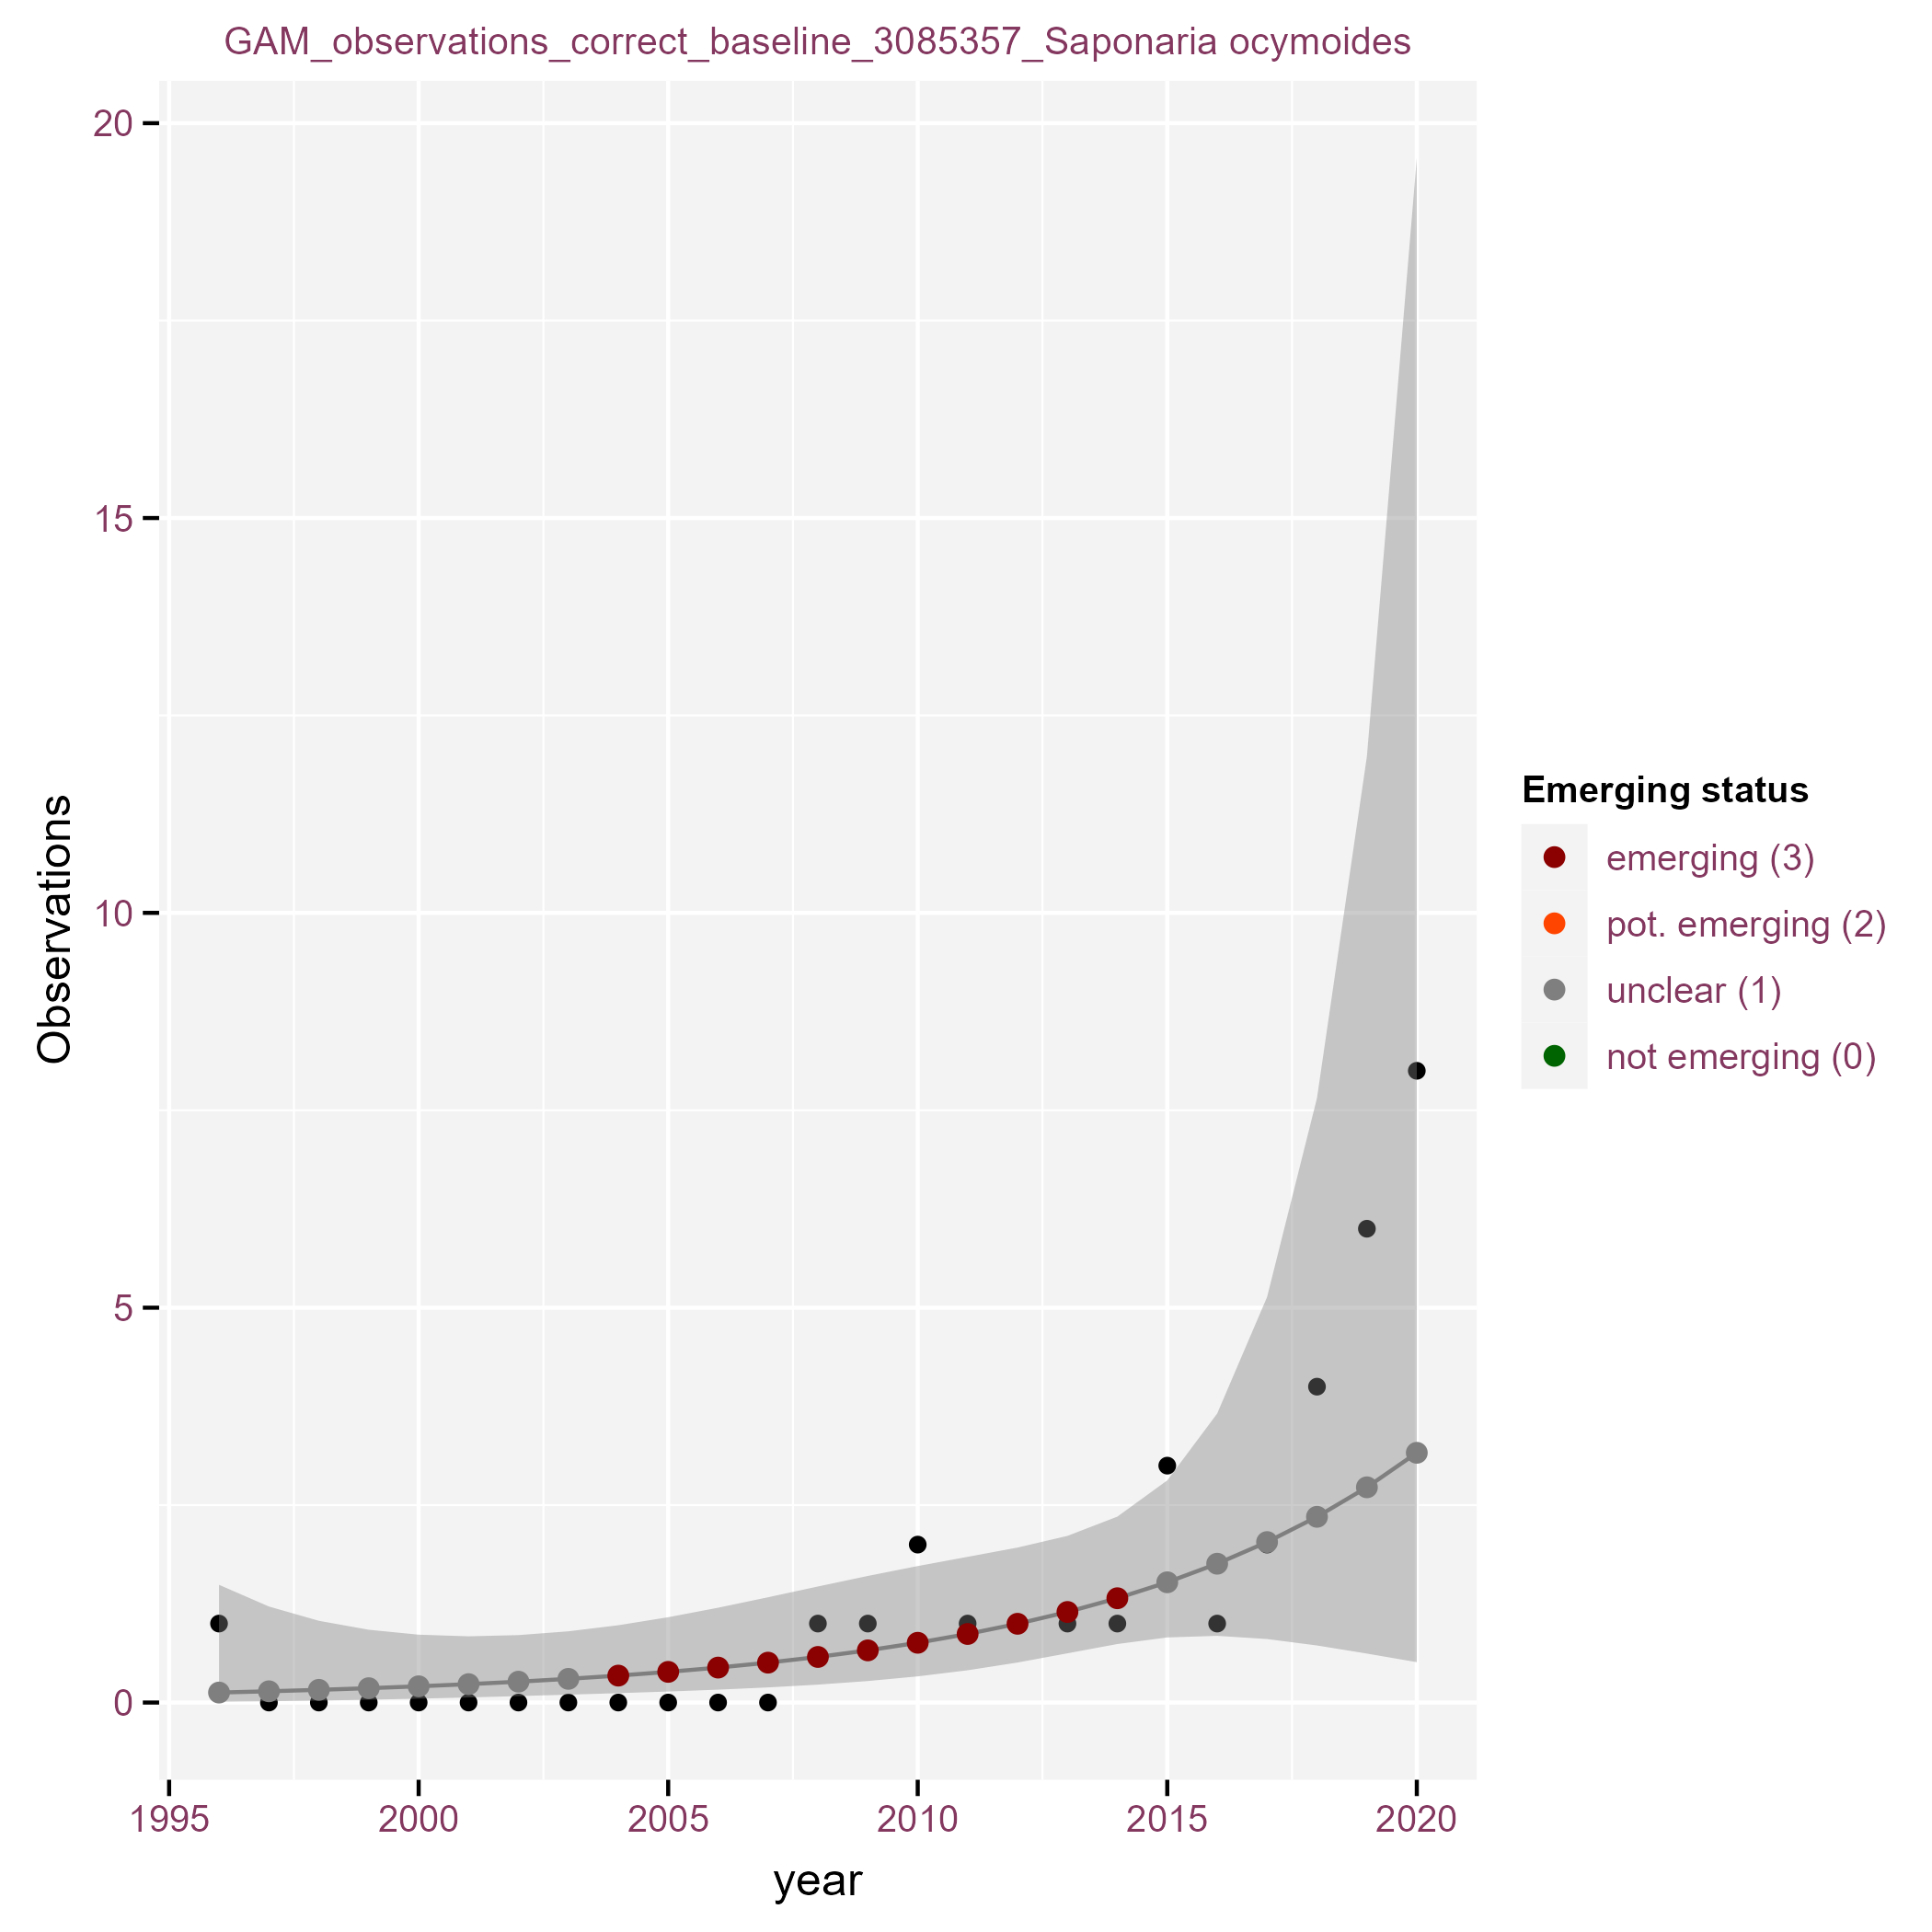 GAM_observations_correct_baseline_3085357_Saponaria ocymoides
20
15
10
5
0
Observations
1995 2000 2005 2010 2015 2020
year
Emerging status
emerging (3)
pot. emerging (2)
unclear (1)
not emerging (0)